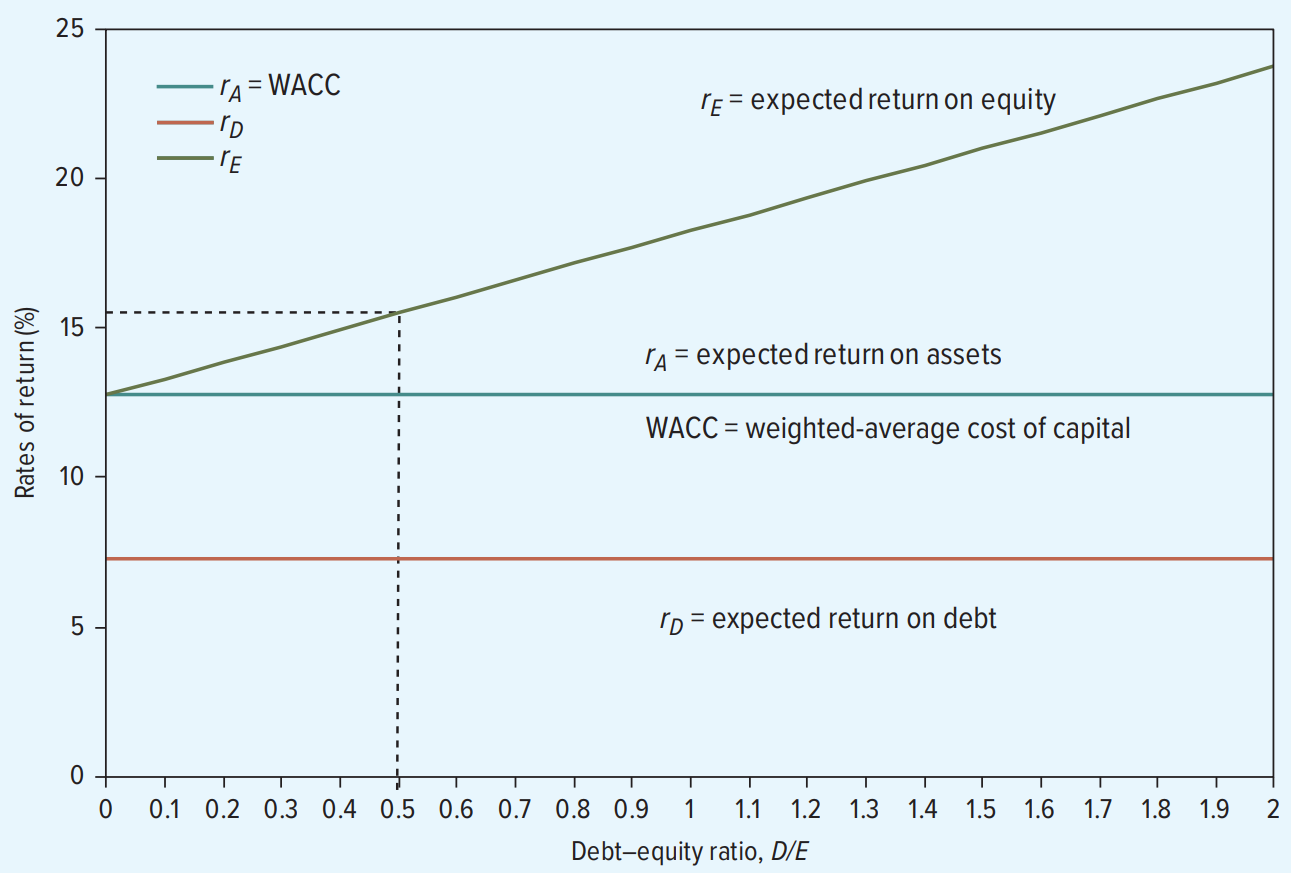 25
r_A = WACC
r_E = expected return on equity
r_D
r_E
20
15
r_A = expected return on assets
WACC = weighted-average cost of capital
10
5
r_D = expected return on debt
0
Rates of return (%)
0 0.1 0.2 0.3 0.4 0.5 0.6 0.7 0.8 0.9 1 1.1 1.2 1.3 1.4 1.5 1.6 1.7 1.8 1.9 2
Debt–equity ratio, D/E